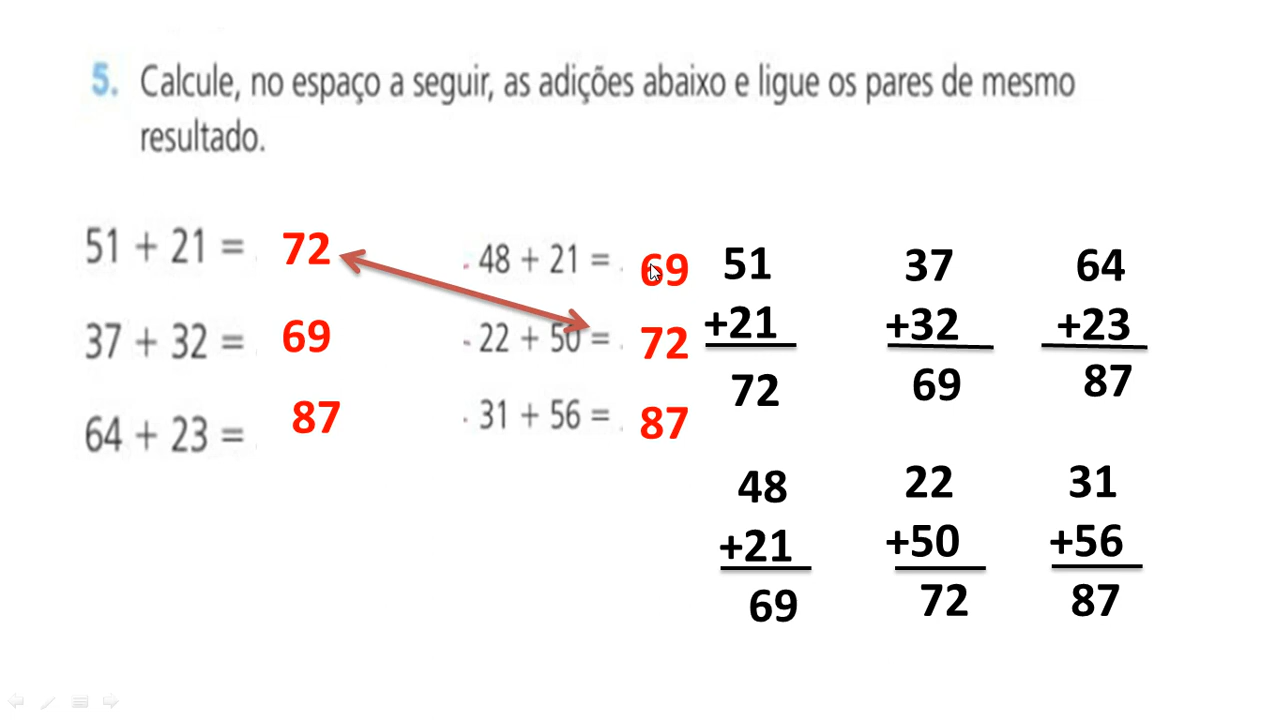 5. Calcule, no espaço a seguir, as adições abaixo e ligue os pares de mesmo
resultado.
51 + 21 = 72
37 + 32 = 69
64 + 23 = 87
48 + 21 = 69
22 + 50 = 72
31 + 56 = 87
51
+21
72
37
+32
69
64
+23
87
48
+21
69
22
+50
72
31
+56
87